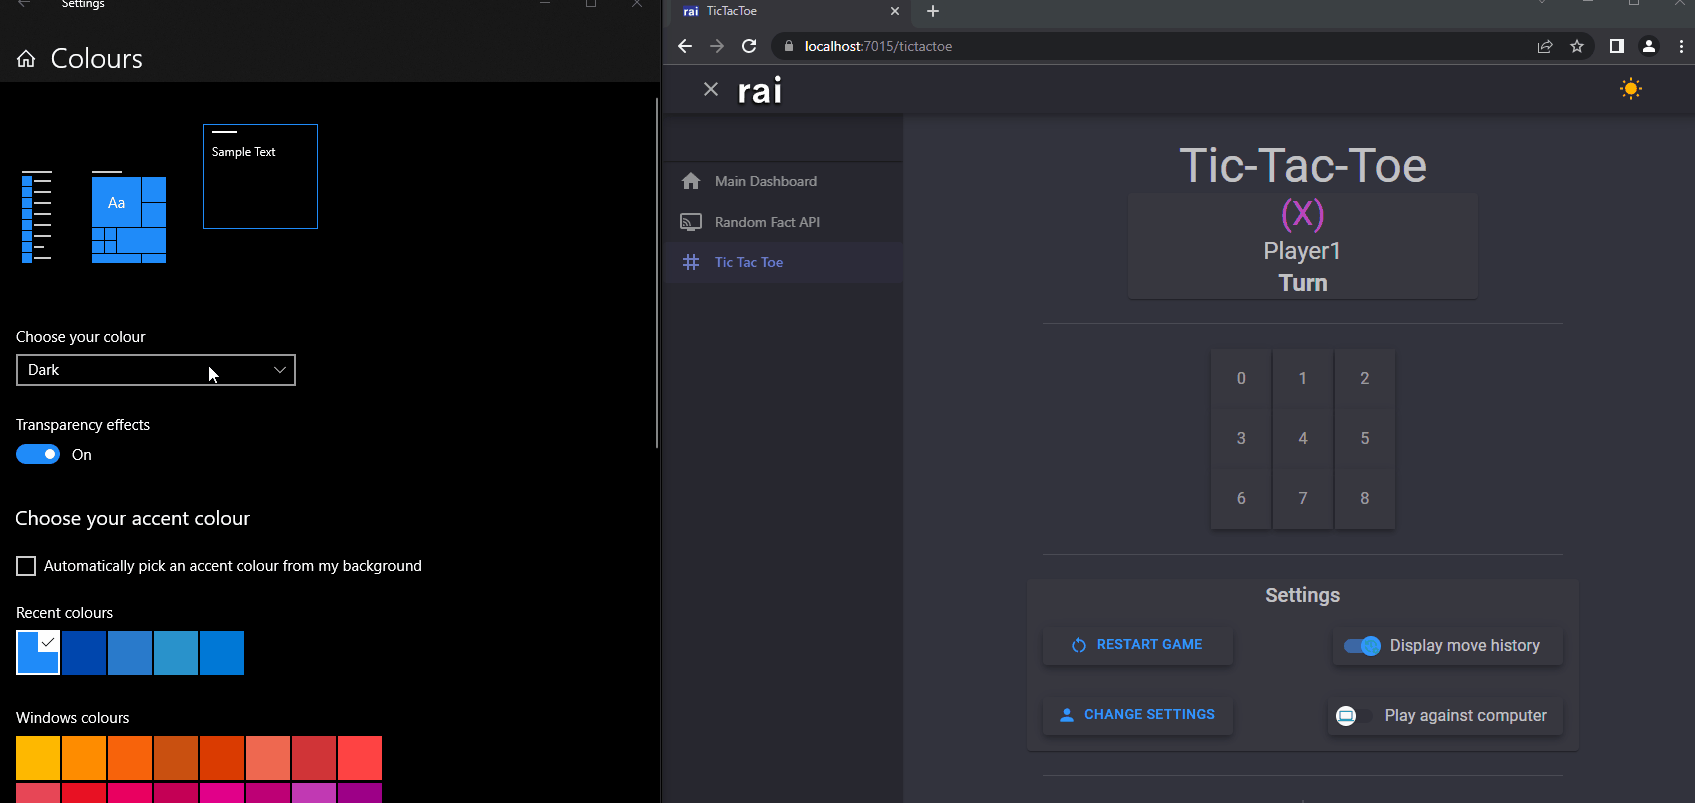 Settings
Colours
Sample Text
Aa
Choose your colour
Dark
Transparency effects
On
Choose your accent colour
Automatically pick an accent colour from my background
Recent colours
Windows colours
rai TicTacToe
localhost:7015/tictactoe
rai
Main Dashboard
Random Fact API
Tic Tac Toe
Tic-Tac-Toe
(X)
Player1
Turn
0 1 2
3 4 5
6 7 8
Settings
RESTART GAME
Display move history
CHANGE SETTINGS
Play against computer